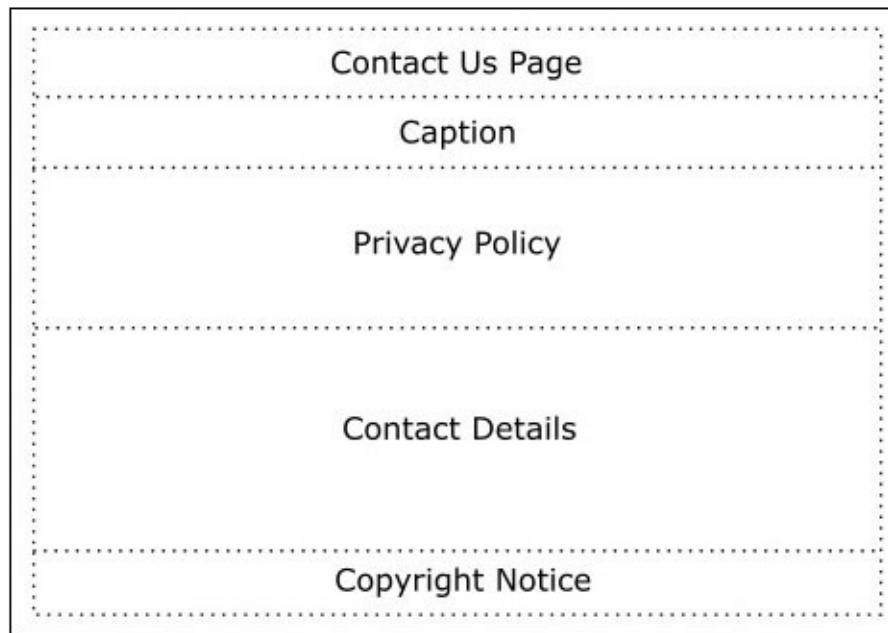 Contact Us Page
Caption
Privacy Policy
Contact Details
Copyright Notice